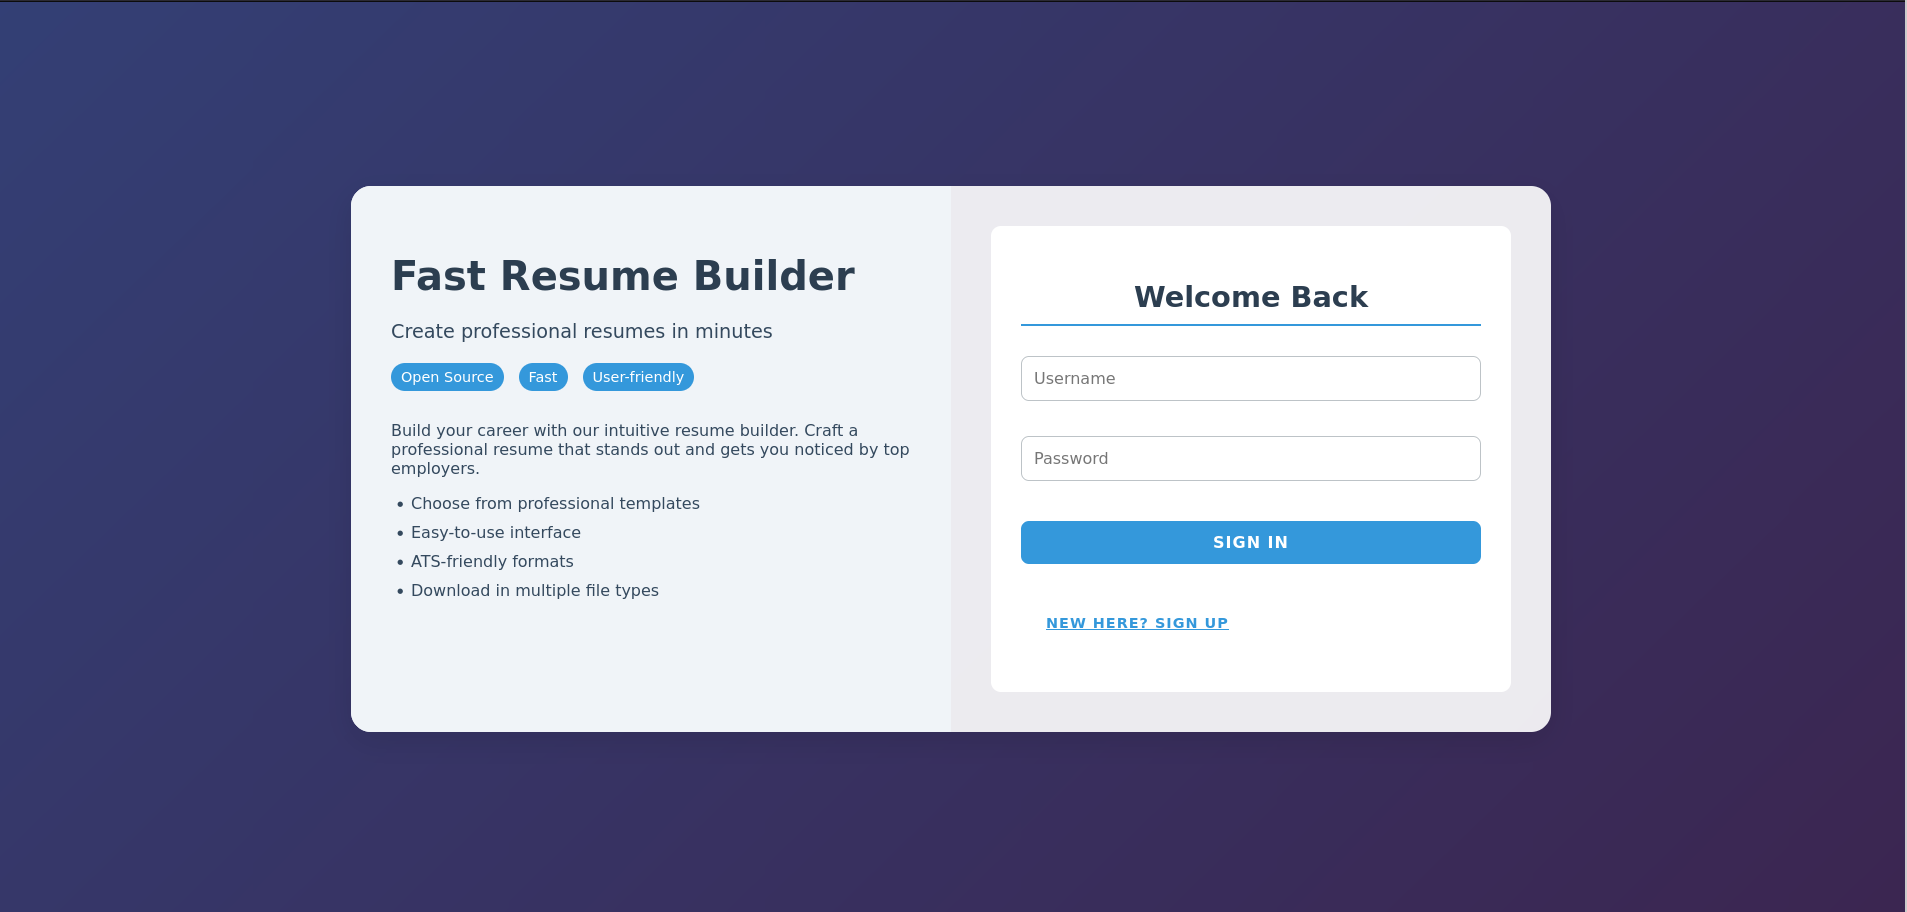 Fast Resume Builder
Create professional resumes in minutes
Open Source
Fast
User-friendly
Build your career with our intuitive resume builder. Craft a
professional resume that stands out and gets you noticed by top
employers.
• Choose from professional templates
• Easy-to-use interface
• ATS-friendly formats
• Download in multiple file types
Welcome Back
Username
Password
SIGN IN
NEW HERE? SIGN UP